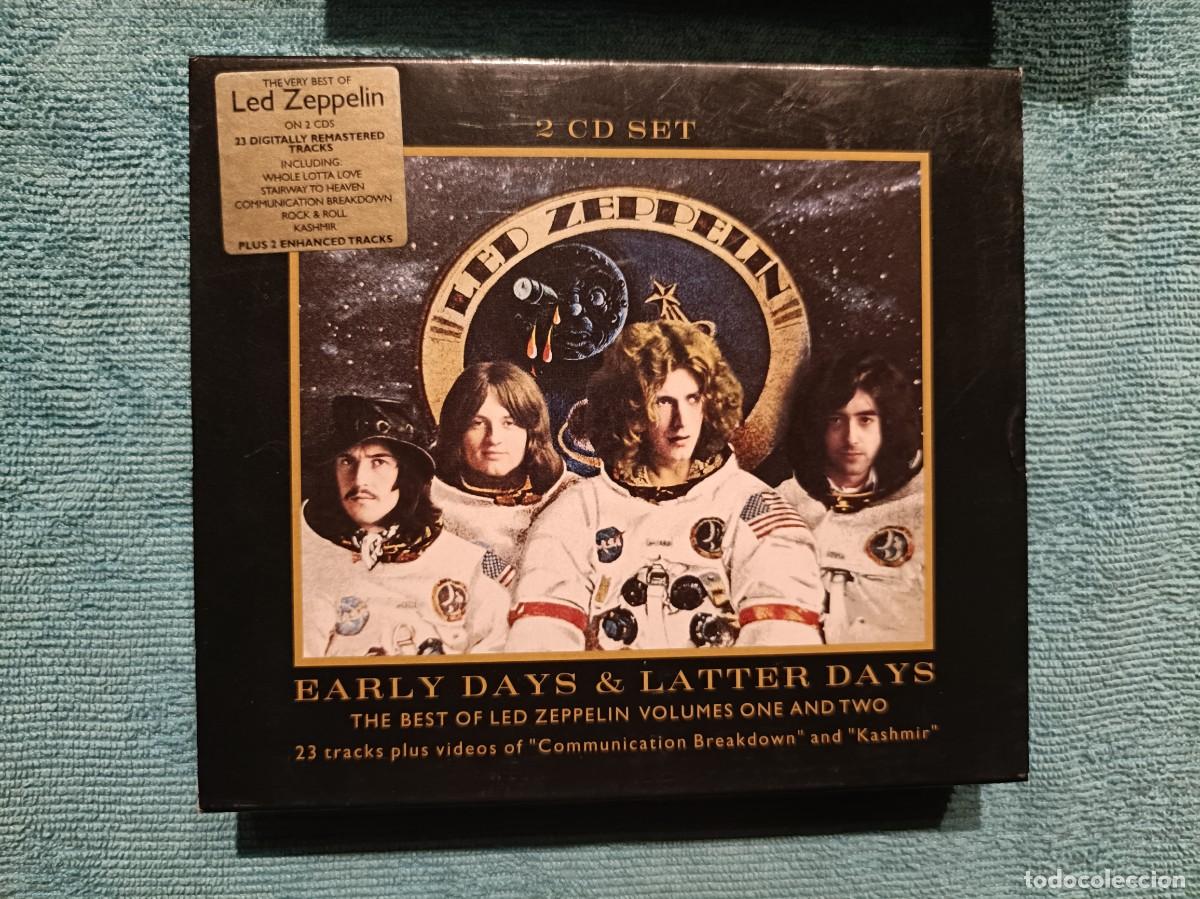 THE VERY BEST OF
Led Zeppelin
ON 2 CDS
23 DIGITALLY REMASTERED
TRACKS
INCLUDING:
WHOLE LOTTA LOVE
STAIRWAY TO HEAVEN
COMMUNICATION BREAKDOWN
ROCK & ROLL
KASHMIR
PLUS 2 ENHANCED TRACKS
2 CD SET
LED ZEPPELIN
EARLY DAYS & LATTER DAYS
THE BEST OF LED ZEPPELIN VOLUMES ONE AND TWO
23 tracks plus videos of "Communication Breakdown" and "Kashmir"
todocoleccion